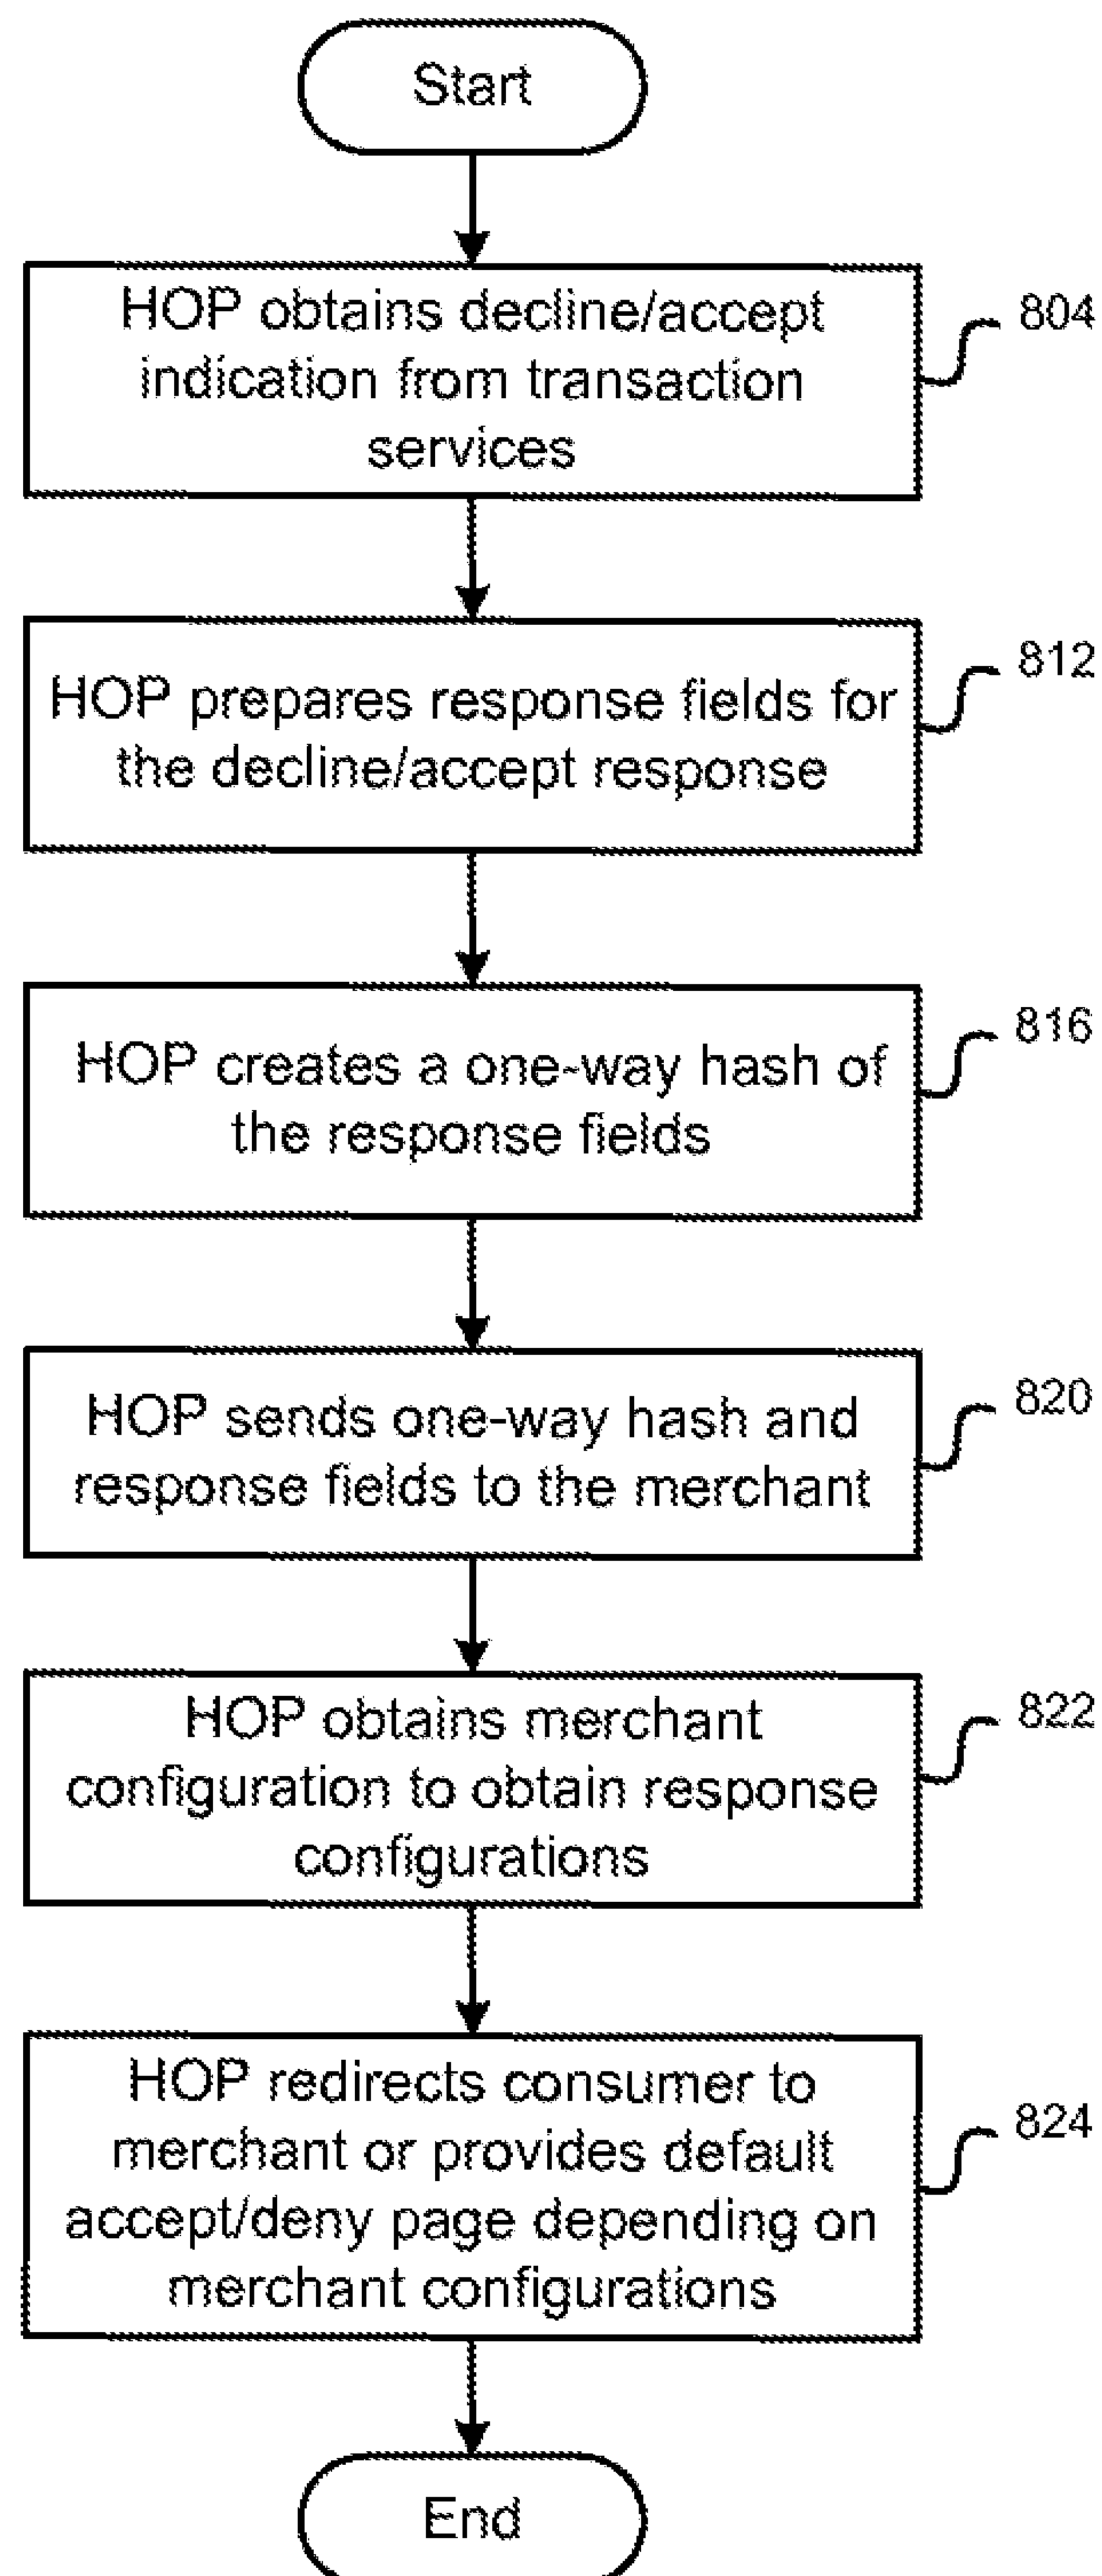 Start
HOP obtains decline/accept
indication from transaction
services
804
HOP prepares response fields for
the decline/accept response
812
HOP creates a one-way hash of
the response fields
816
HOP sends one-way hash and
response fields to the merchant
820
HOP obtains merchant
configuration to obtain response
configurations
822
HOP redirects consumer to
merchant or provides default
accept/deny page depending on
merchant configurations
824
End